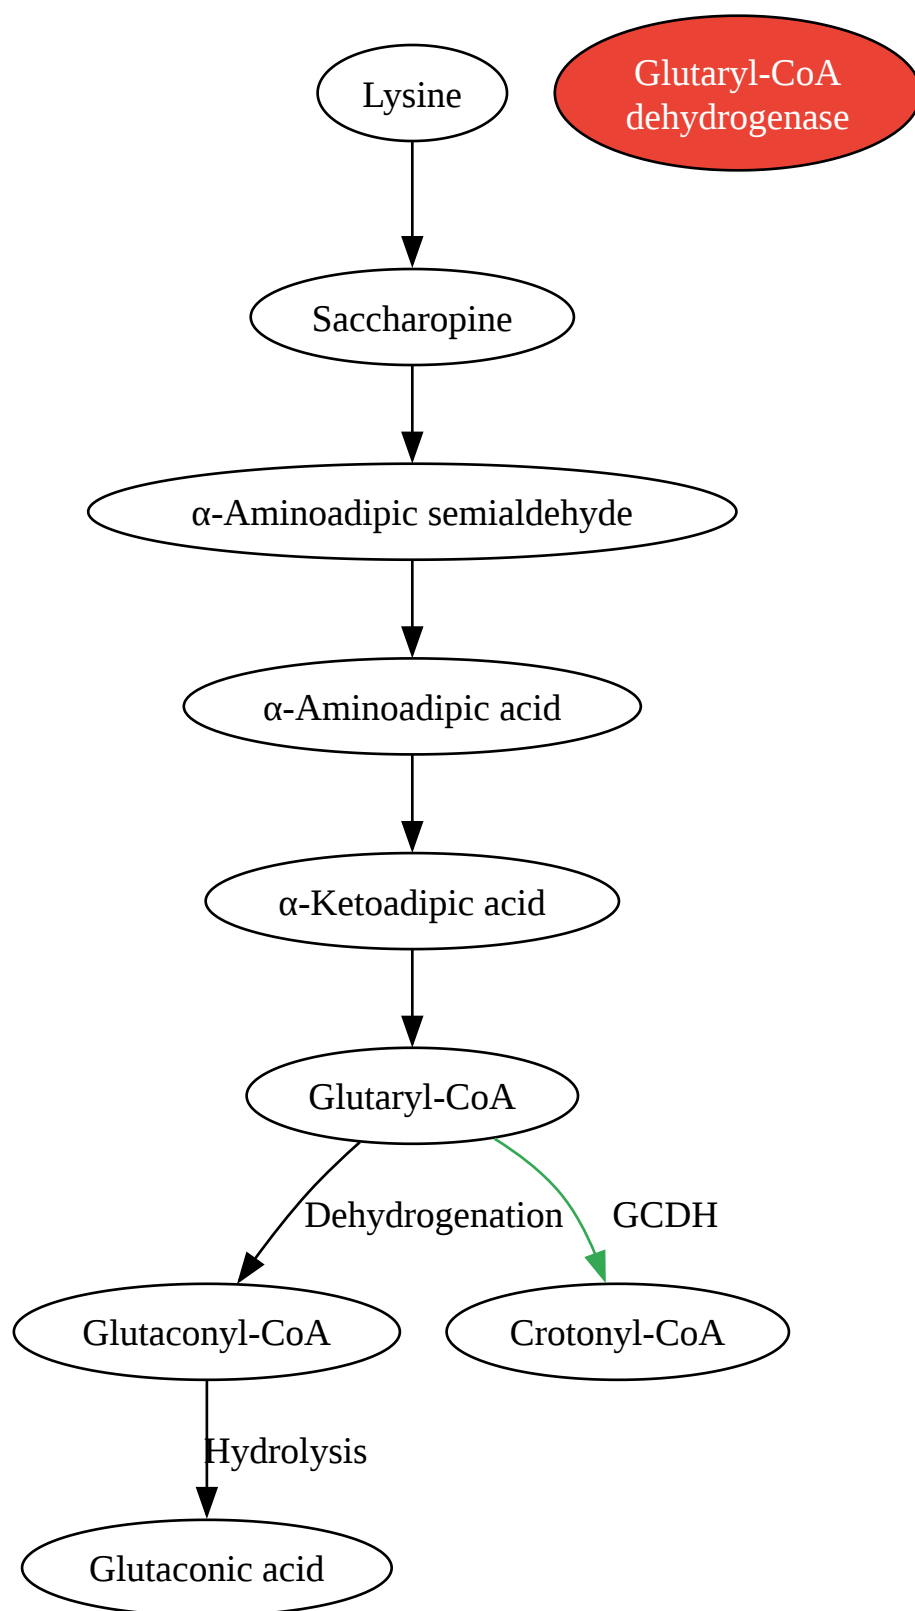 Lysine
Glutaryl-CoA
dehydrogenase
Saccharopine
α-Aminoadipic semialdehyde
α-Aminoadipic acid
α-Ketoadipic acid
Glutaryl-CoA
Dehydrogenation
GCDH
Glutaconyl-CoA
Crotonyl-CoA
Hydrolysis
Glutaconic acid